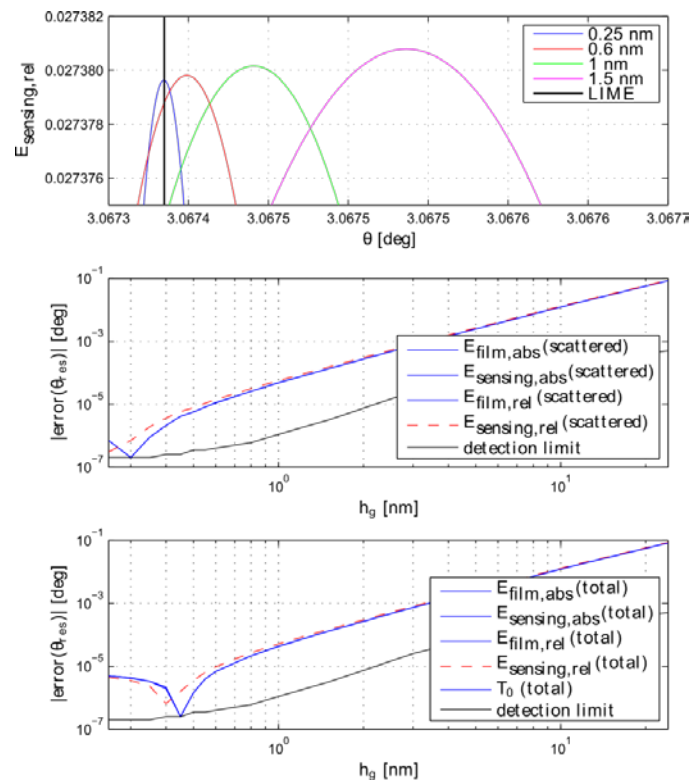 0.027382
0.027380
0.027378
0.027376
E_sensing,rel
0.25 nm
0.6 nm
1 nm
1.5 nm
LIME
3.0673 3.0674 3.0674 3.0675 3.0675 3.0676 3.0676 3.0677
θ [deg]
10^-1
10^-3
10^-5
10^-7
|error(θ_res)| [deg]
E_film,abs (scattered)
E_sensing,abs (scattered)
E_film,rel (scattered)
E_sensing,rel (scattered)
detection limit
10^0 10^1
h_g [nm]
10^-1
10^-3
10^-5
10^-7
|error(θ_res)| [deg]
E_film,abs (total)
E_sensing,abs (total)
E_film,rel (total)
E_sensing,rel (total)
T_0 (total)
detection limit
10^0 10^1
h_g [nm]